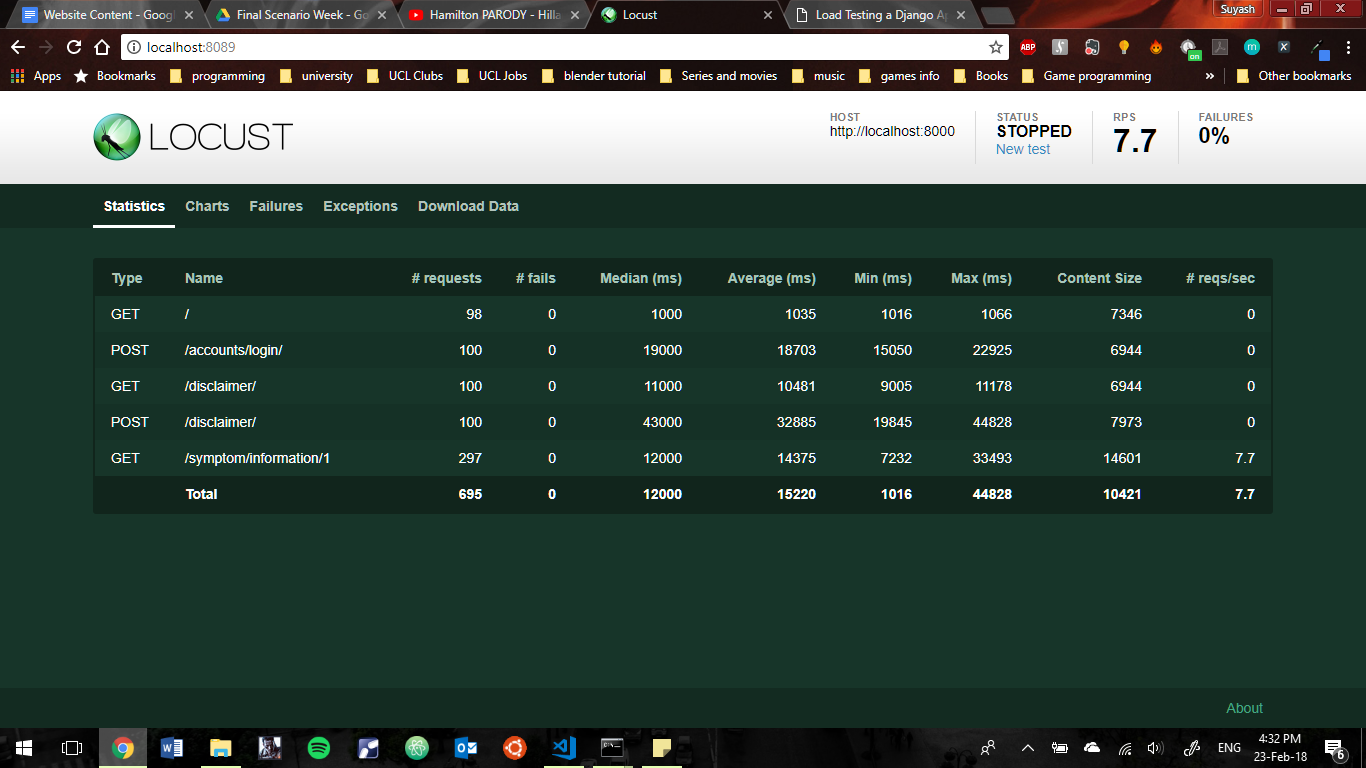 Website Content - Goog
Final Scenario Week - Go
Hamilton PARODY - Hilla
Locust
Load Testing a Django Ap
Suyash
localhost:8089
ABP
on
Apps
Bookmarks
programming
university
UCL Clubs
UCL Jobs
blender tutorial
Series and movies
music
games info
Books
Game programming
»
Other bookmarks
LOCUST
HOST
http://localhost:8000
STATUS
STOPPED
New test
RPS
7.7
FAILURES
0%
Statistics Charts Failures Exceptions Download Data
Type Name # requests # fails Median (ms) Average (ms) Min (ms) Max (ms) Content Size # reqs/sec
GET / 98 0 1000 1035 1016 1066 7346 0
POST /accounts/login/ 100 0 19000 18703 15050 22925 6944 0
GET /disclaimer/ 100 0 11000 10481 9005 11178 6944 0
POST /disclaimer/ 100 0 43000 32885 19845 44828 7973 0
GET /symptom/information/1 297 0 12000 14375 7232 33493 14601 7.7
Total 695 0 12000 15220 1016 44828 10421 7.7
About
ENG
4:32 PM
23-Feb-18
6